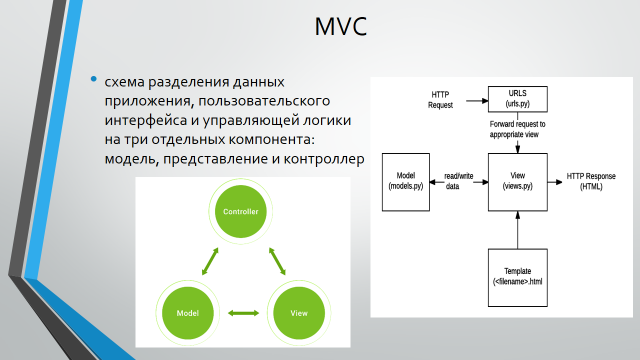 MVC
схема разделения данных
приложения, пользовательского
интерфейса и управляющей логики
на три отдельных компонента:
модель, представление и контроллер
Controller
Model
View
HTTP
Request
URLS
(urls.py)
Forward request to
appropriate view
Model
(models.py)
read/write
data
View
(views.py)
HTTP Response
(HTML)
Template
(<filename>.html